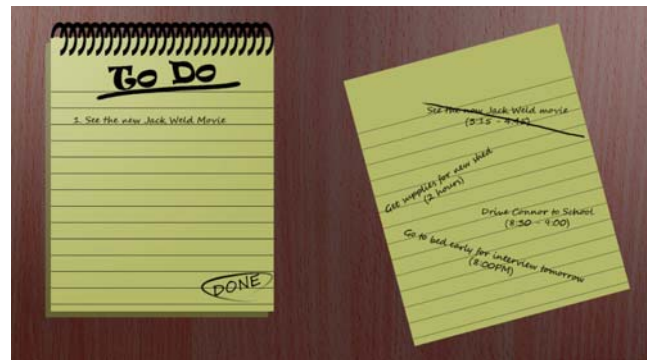 To Do
1. See the new Jack Weld Movie
DONE
See the new Jack Weld movie
(3:15 - 4:45)
Get supplies for new shed
(2 hours)
Drive Connor to School
(8:30 - 9:00)
Go to bed early for interview tomorrow
(8:00PM)